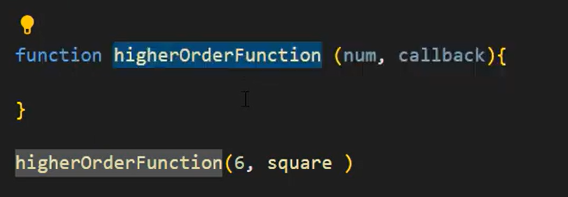 function higherOrderFunction (num, callback){
}
higherOrderFunction(6, square )